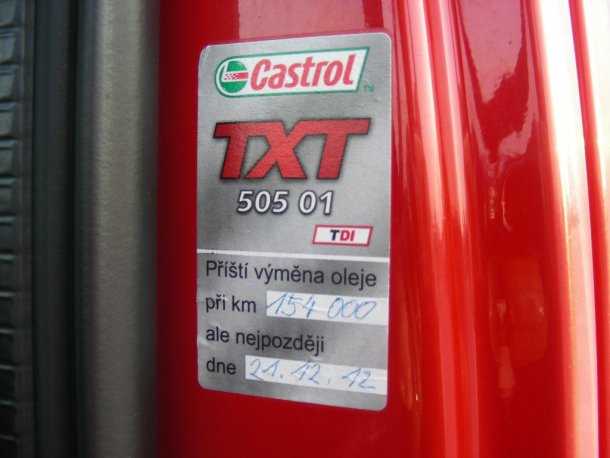 Castrol
TXT
505 01
TDI
Příští výměna oleje
při km 154 000
ale nejpozději
dne 21.12.12